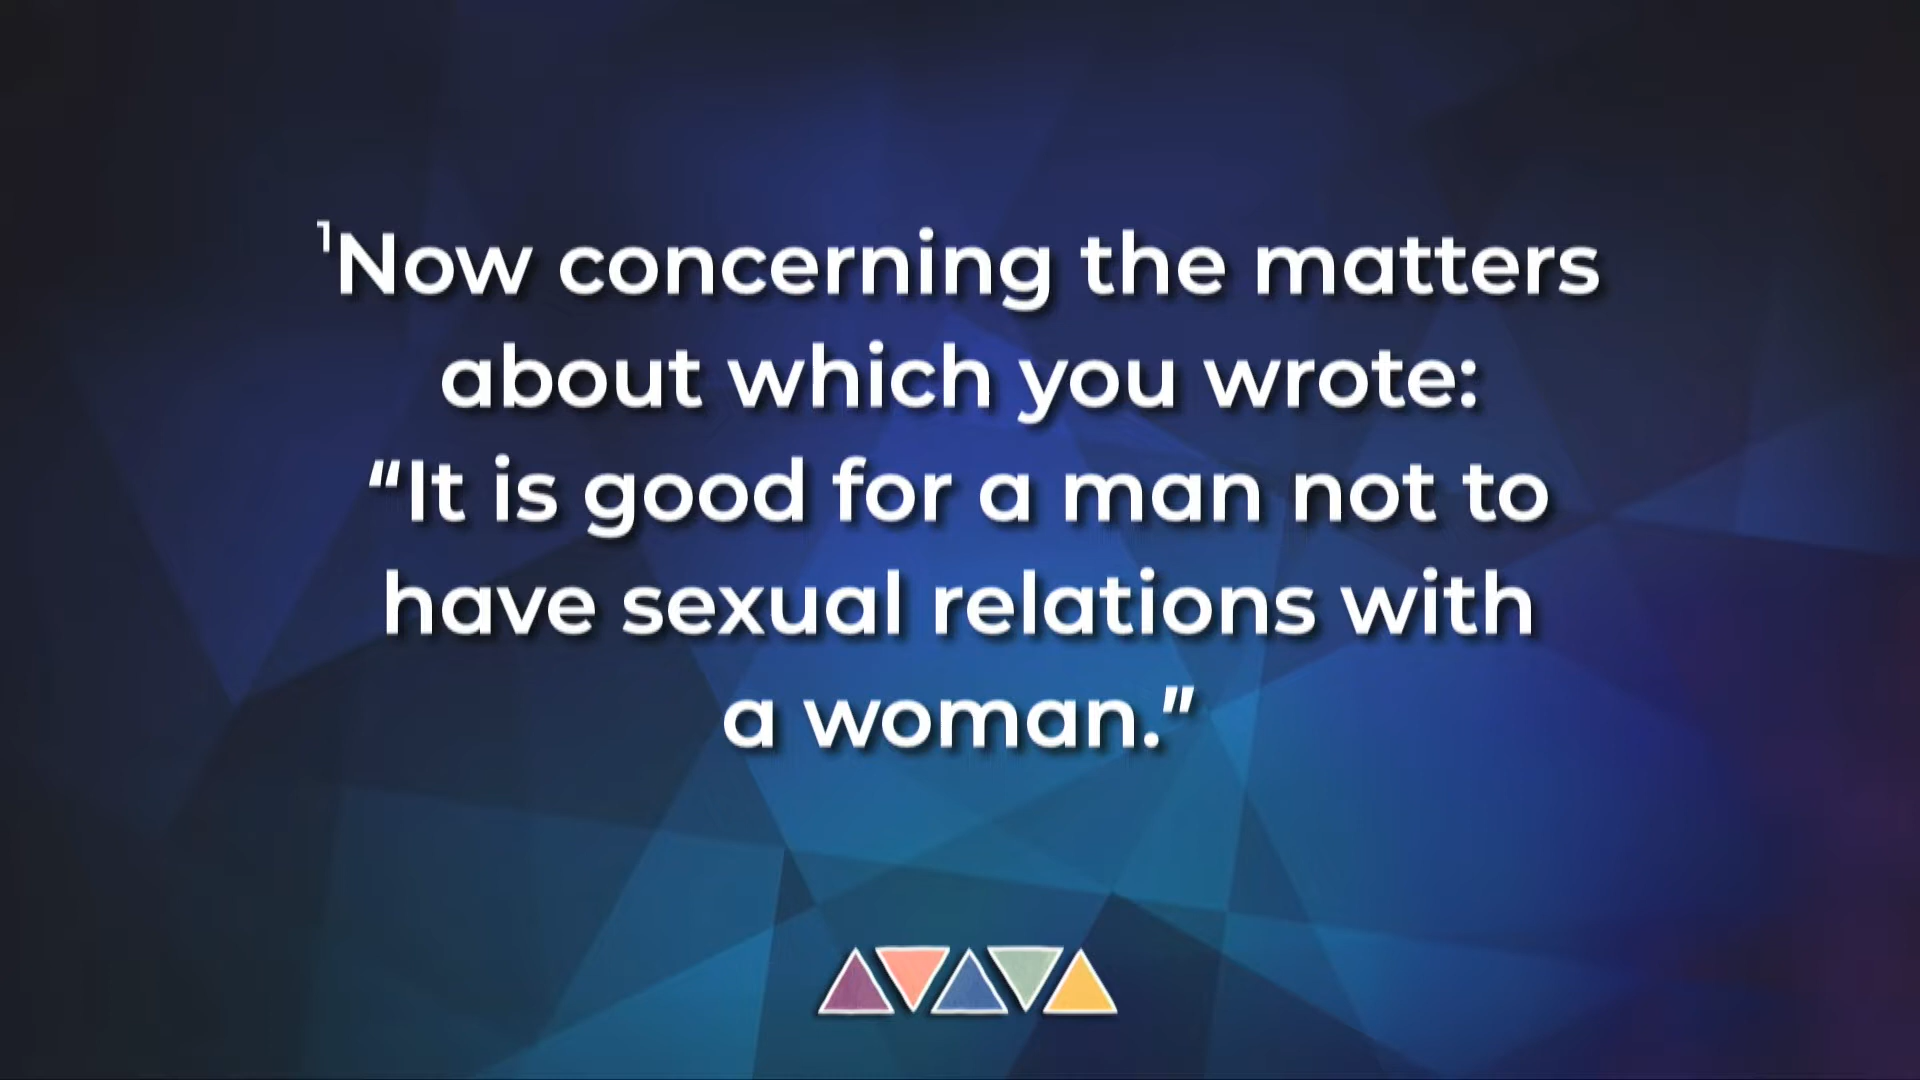 ¹Now concerning the matters
about which you wrote:
“It is good for a man not to
have sexual relations with
a woman.”